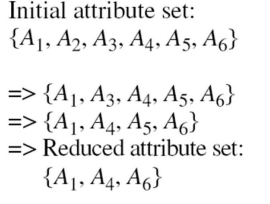 Initial attribute set:
{A₁, A₂, A₃, A₄, A₅, A₆}
=> {A₁, A₃, A₄, A₅, A₆}
=> {A₁, A₄, A₅, A₆}
=> Reduced attribute set:
{A₁, A₄, A₆}